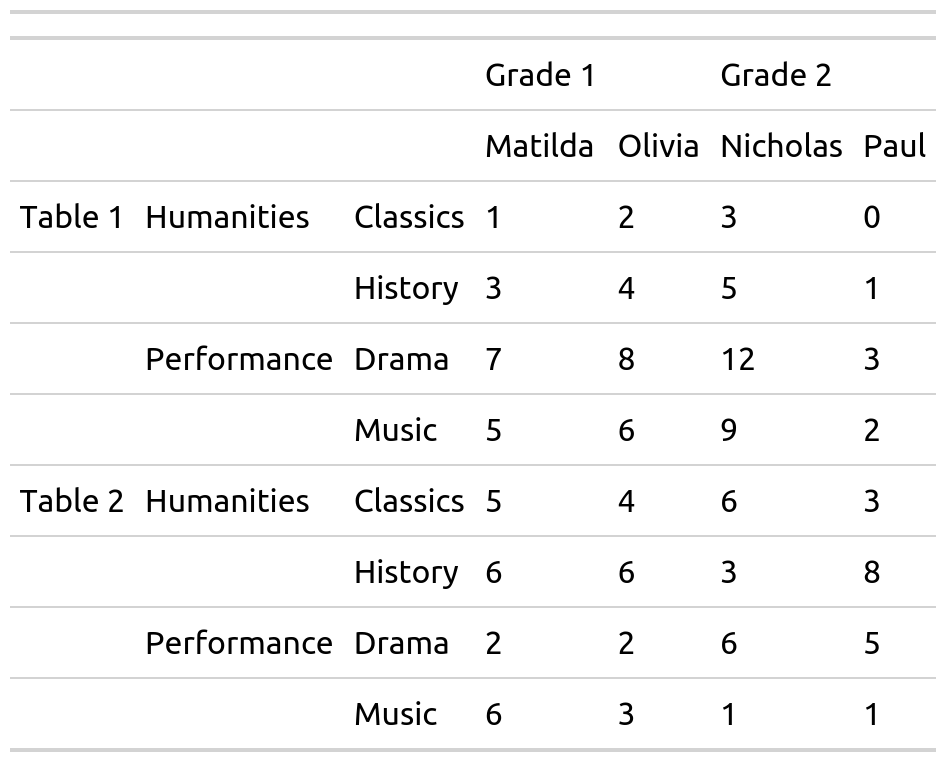 Grade 1 Grade 2
Matilda Olivia Nicholas Paul
Table 1 Humanities Classics 1 2 3 0
History 3 4 5 1
Performance Drama 7 8 12 3
Music 5 6 9 2
Table 2 Humanities Classics 5 4 6 3
History 6 6 3 8
Performance Drama 2 2 6 5
Music 6 3 1 1